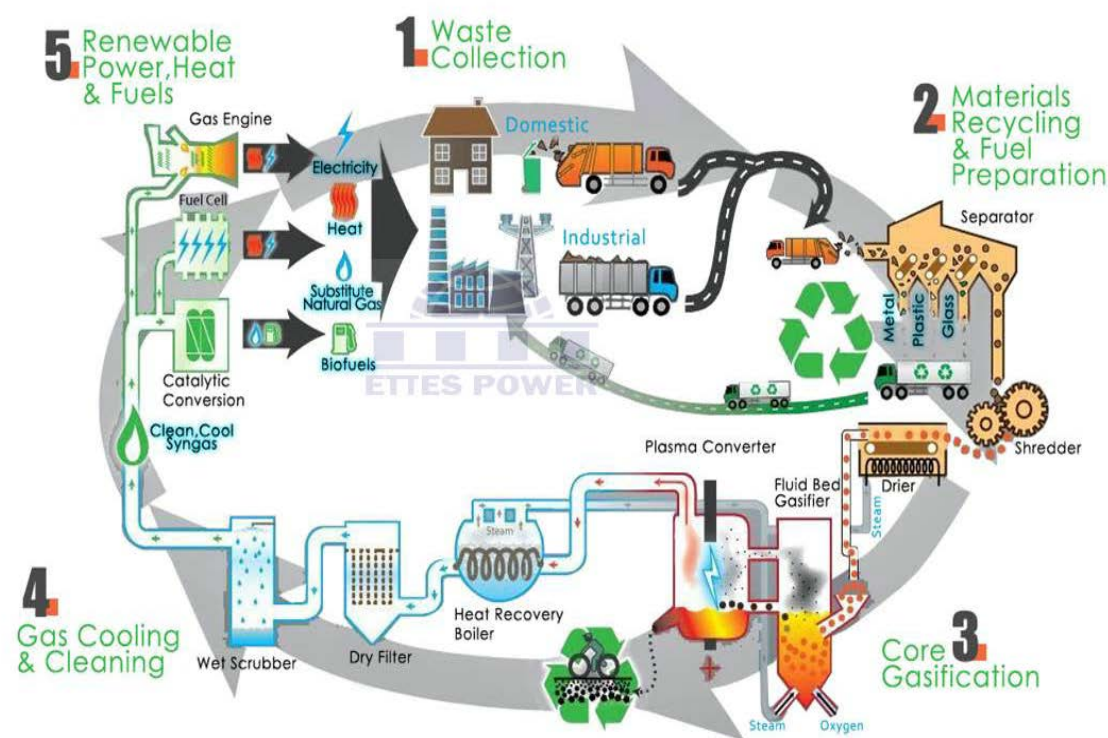 5. Renewable
Power,Heat
& Fuels
1. Waste
Collection
2. Materials
Recycling
& Fuel
Preparation
Gas Engine
Electricity
Fuel Cell
Heat
Substitute
Natural Gas
Biofuels
Catalytic
Conversion
Clean,Cool
Syngas
Domestic
Industrial
ETTES POWER
Separator
Metal
Plastic
Glass
Shredder
Drier
Steam
Plasma Converter
Fluid Bed
Gasifier
Steam
Heat Recovery
Boiler
Dry Filter
Wet Scrubber
4.
Gas Cooling
& Cleaning
Core 3.
Gasification
Steam
Oxygen